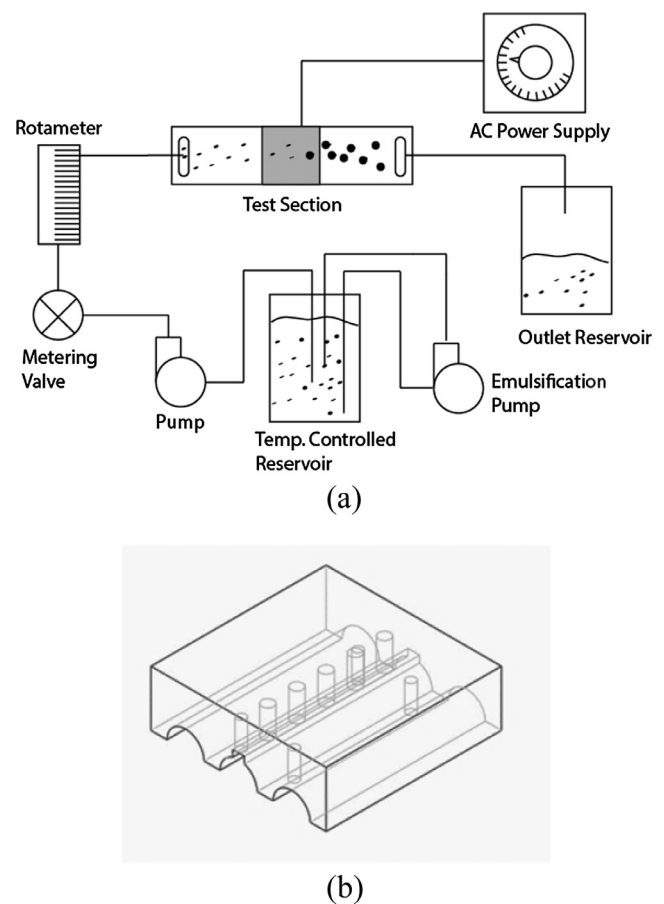 AC Power Supply
Rotameter
Test Section
Outlet Reservoir
Metering
Valve
Pump
Temp. Controlled
Reservoir
Emulsification
Pump
(a)
(b)